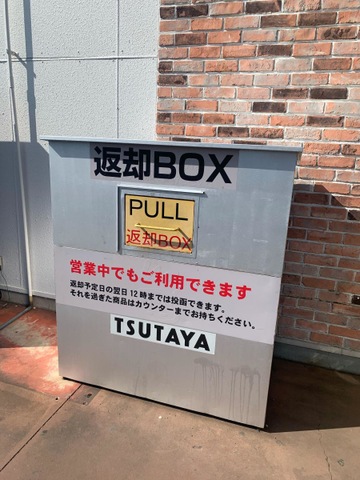 返却BOX
PULL
返却BOX
営業中でもご利用できます
返却予定日の翌日12時までは投函できます。
それを過ぎた商品はカウンターまでお持ちください。
TSUTAYA